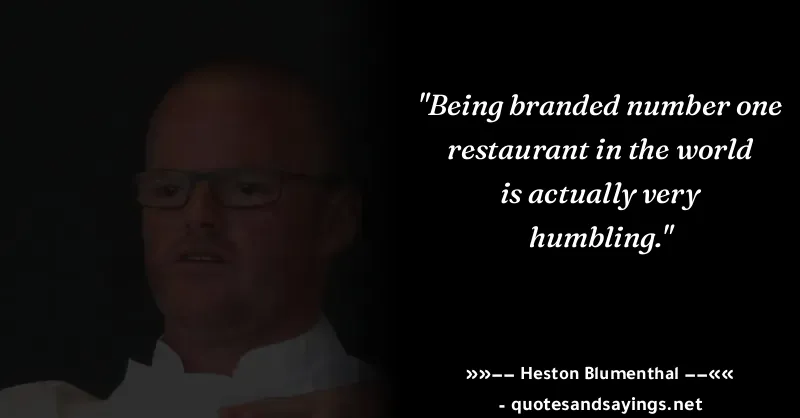 "Being branded number one
restaurant in the world
is actually very
humbling."
»»−− Heston Blumenthal −−««
- quotesandsayings.net